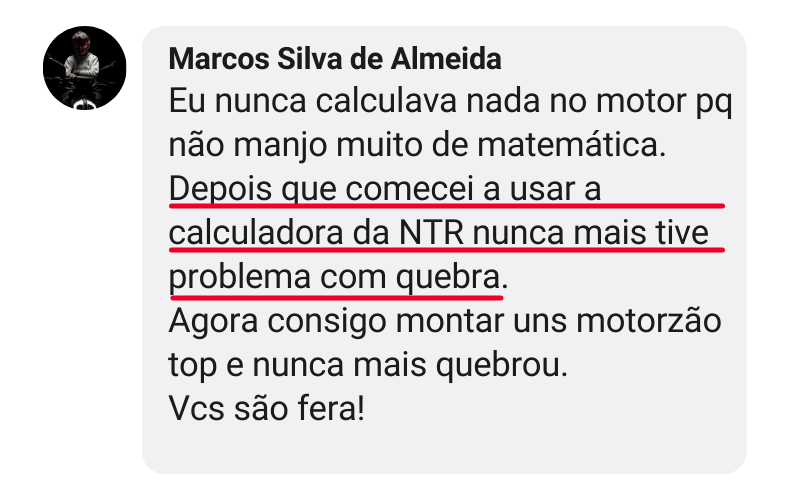 Marcos Silva de Almeida
Eu nunca calculava nada no motor pq
não manjo muito de matemática.
Depois que comecei a usar a
calculadora da NTR nunca mais tive
problema com quebra.
Agora consigo montar uns motorzão
top e nunca mais quebrou.
Vcs são fera!